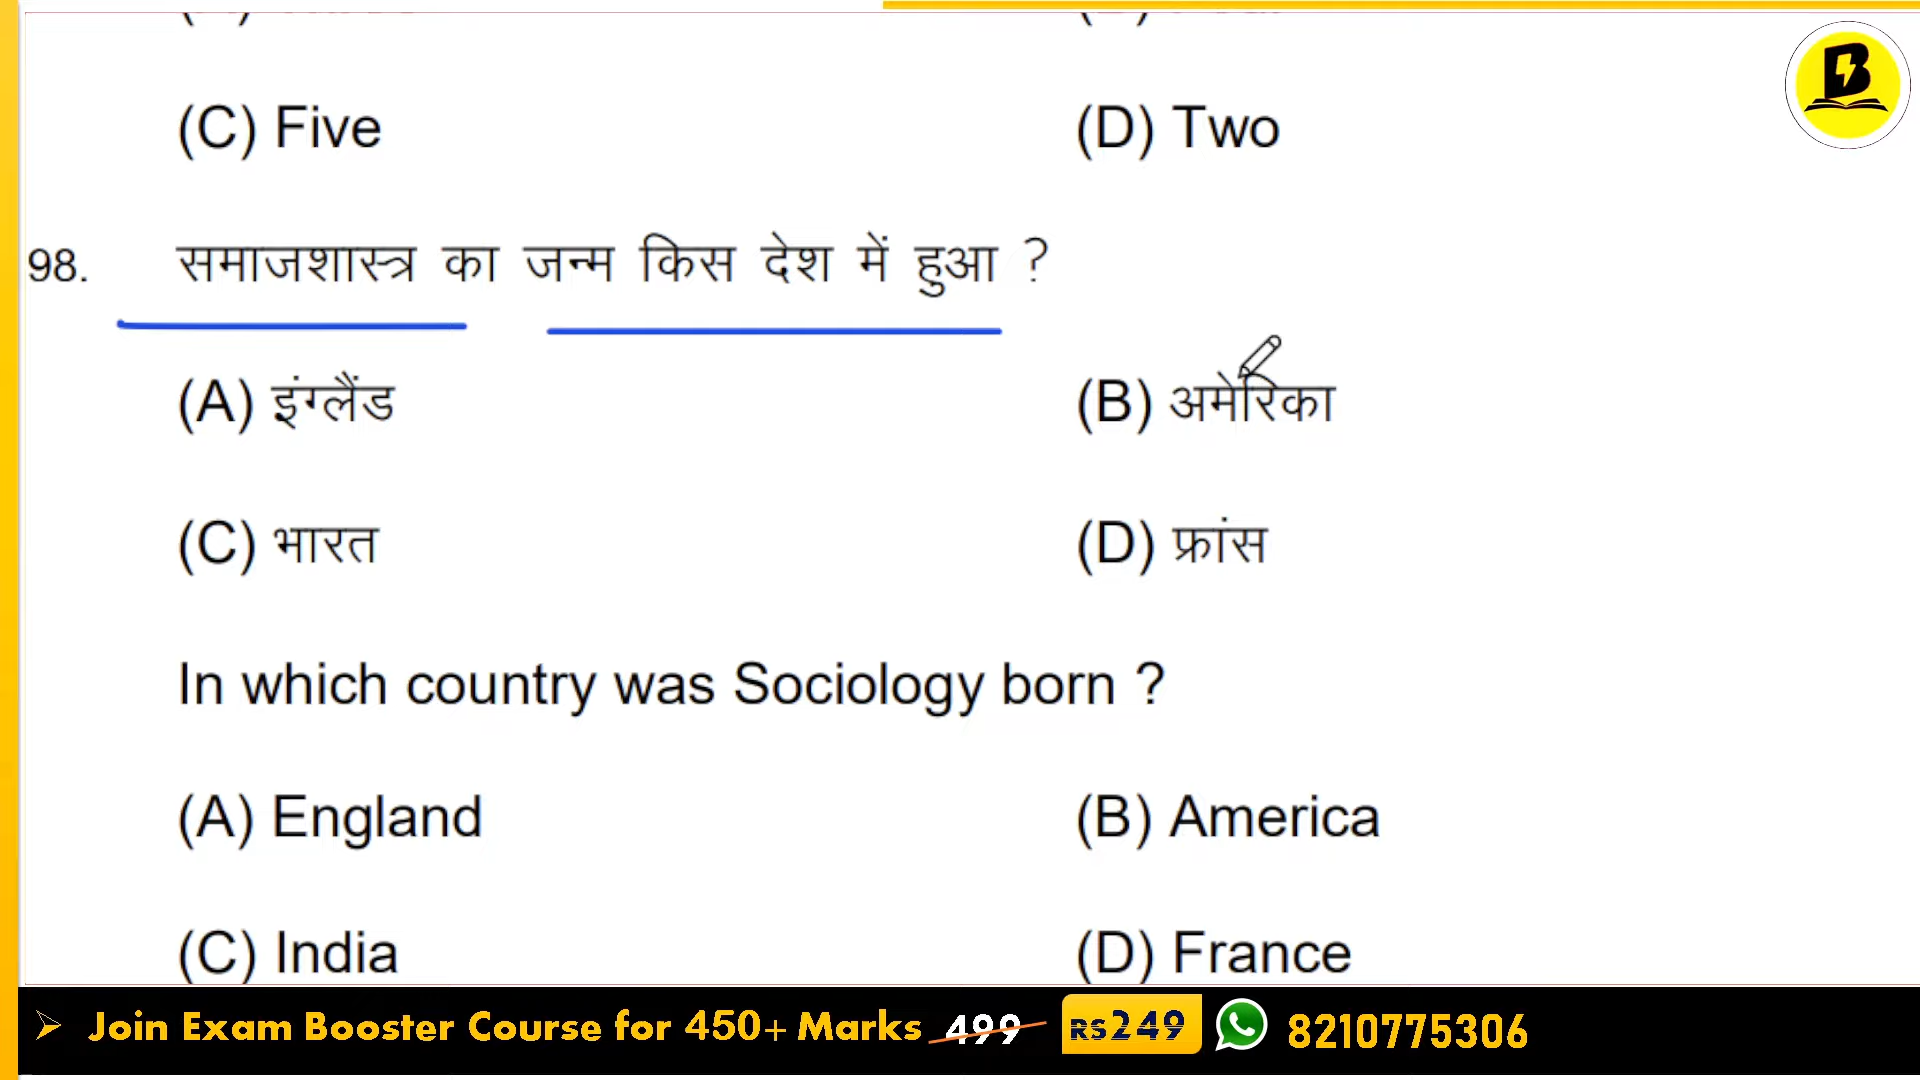 (C) Five (D) Two
98. समाजशास्त्र का जन्म किस देश में हुआ ?
(A) इंग्लैंड (B) अमेरिका
(C) भारत (D) फ्रांस
In which country was Sociology born ?
(A) England (B) America
(C) India (D) France
➤ Join Exam Booster Course for 450+ Marks 499 RS249 8210775306